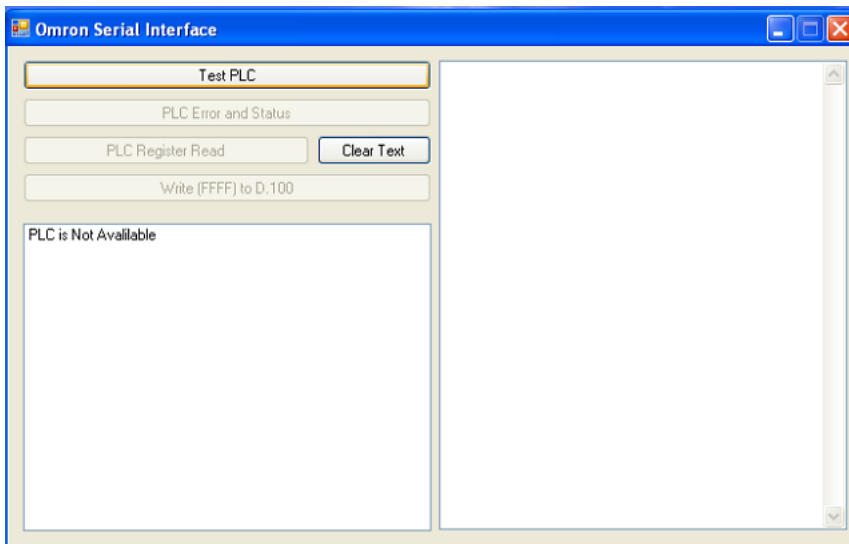 Omron Serial Interface
Test PLC
PLC Error and Status
PLC Register Read
Clear Text
Write (FFFF) to D.100
PLC is Not Avalilable